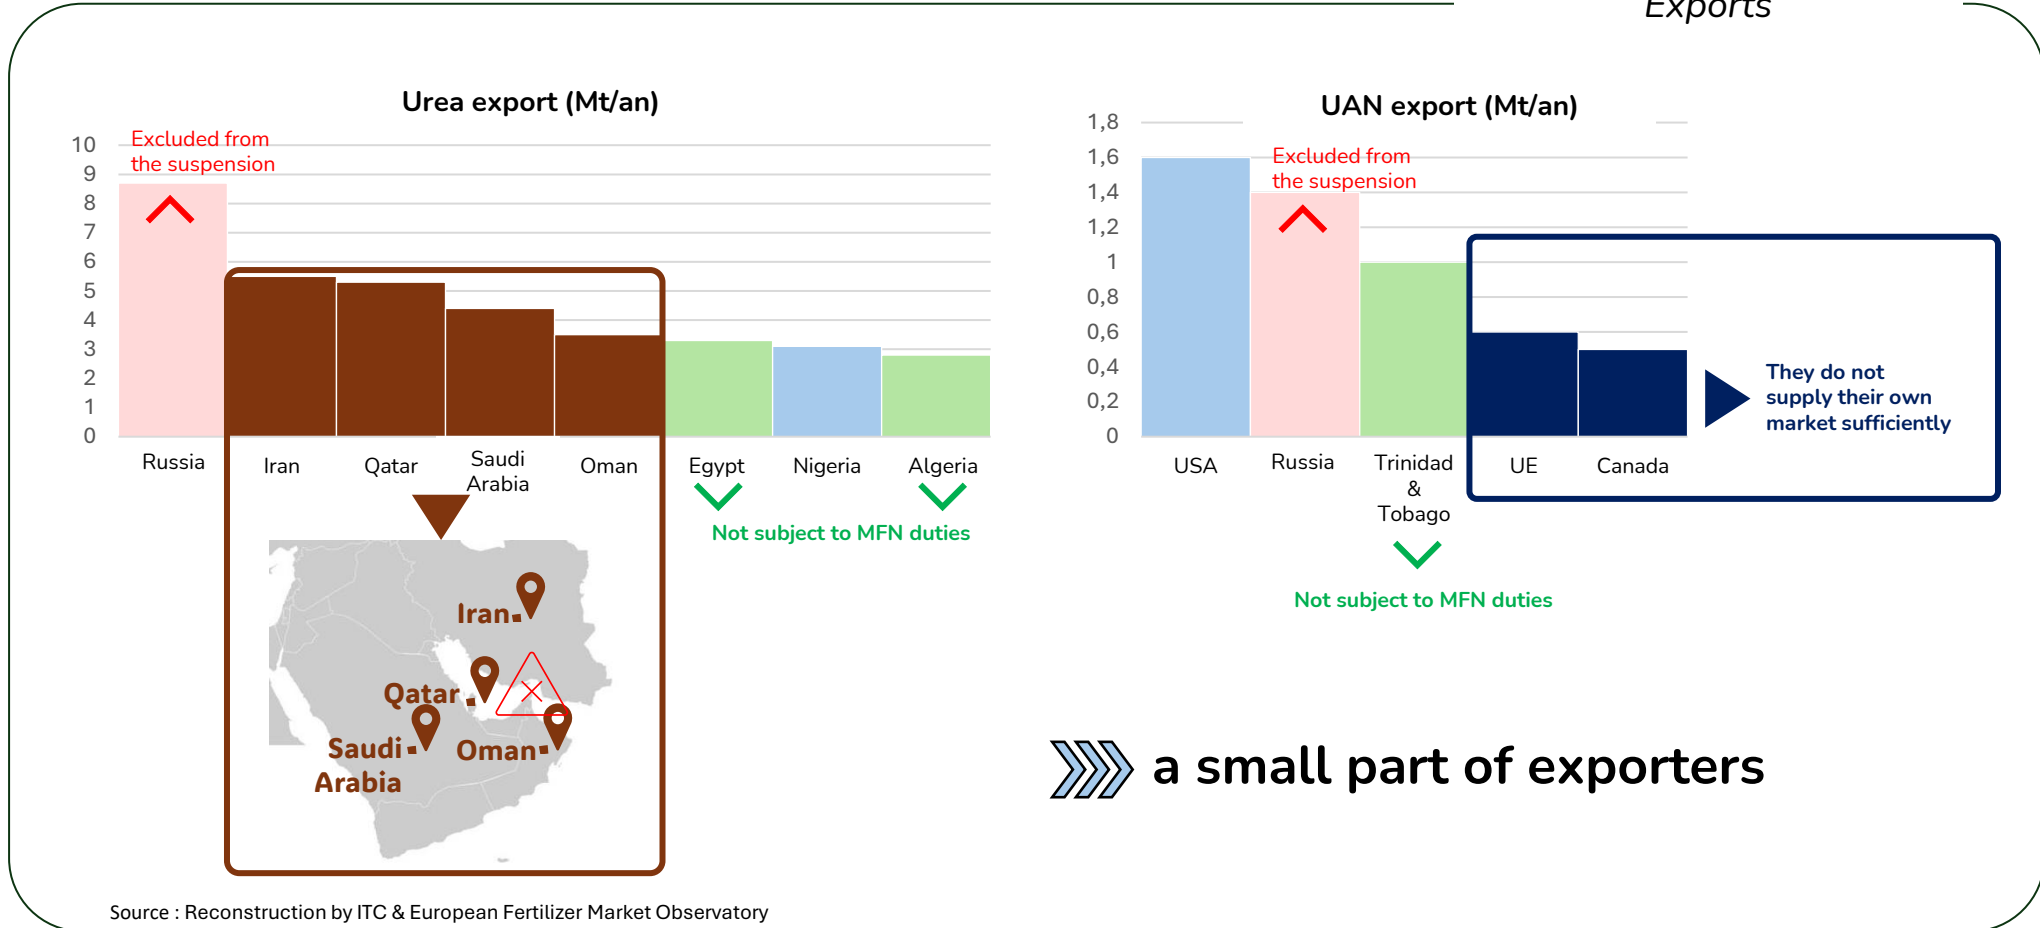 Exports
Urea export (Mt/an)
10
9
8
7
6
5
4
3
2
1
0
Excluded from
the suspension
Russia
Iran
Qatar
Saudi
Arabia
Oman
Egypt
Nigeria
Algeria
Not subject to MFN duties
Iran
Qatar
Saudi
Arabia
Oman
UAN export (Mt/an)
1,8
1,6
1,4
1,2
1
0,8
0,6
0,4
0,2
0
Excluded from
the suspension
USA
Russia
Trinidad
&
Tobago
UE
Canada
They do not
supply their own
market sufficiently
Not subject to MFN duties
a small part of exporters
Source : Reconstruction by ITC & European Fertilizer Market Observatory